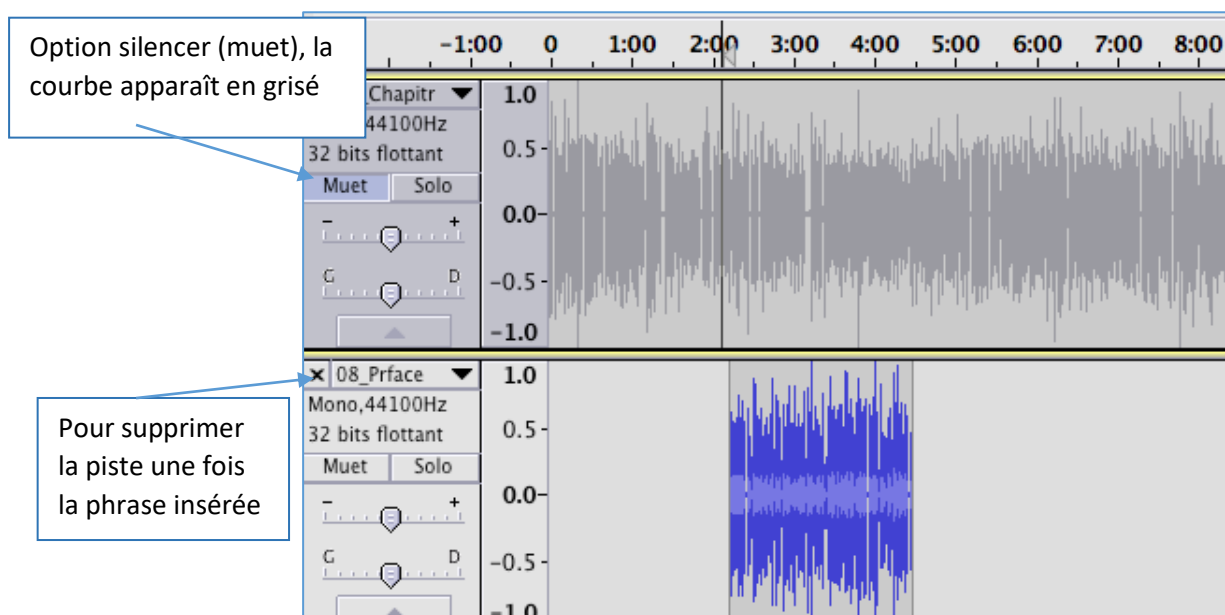 Option silencer (muet), la
courbe apparaît en grisé
-1:00 0 1:00 2:00 3:00 4:00 5:00 6:00 7:00 8:00
_Chapitr
44100Hz
32 bits flottant
Muet Solo
- +
G D
1.0
0.5-
0.0-
-0.5-
-1.0
Pour supprimer
la piste une fois
la phrase insérée
× 08_Prface
Mono,44100Hz
32 bits flottant
Muet Solo
- +
G D
1.0
0.5-
0.0-
-0.5-
-1.0